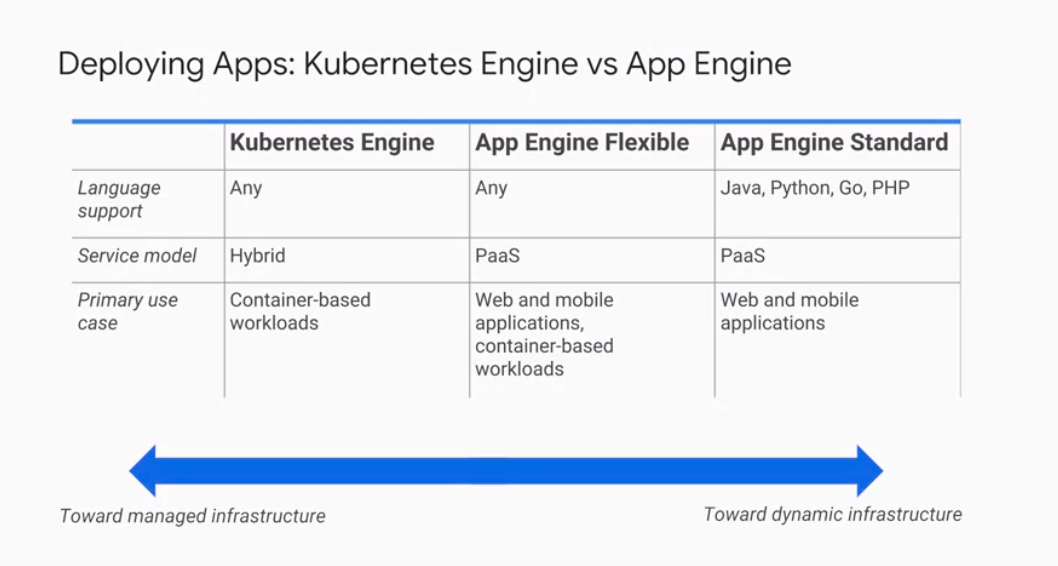 Deploying Apps: Kubernetes Engine vs App Engine
Kubernetes Engine App Engine Flexible App Engine Standard
Language support Any Any Java, Python, Go, PHP
Service model Hybrid PaaS PaaS
Primary use case Container-based workloads Web and mobile applications, container-based workloads Web and mobile applications
Toward managed infrastructure Toward dynamic infrastructure